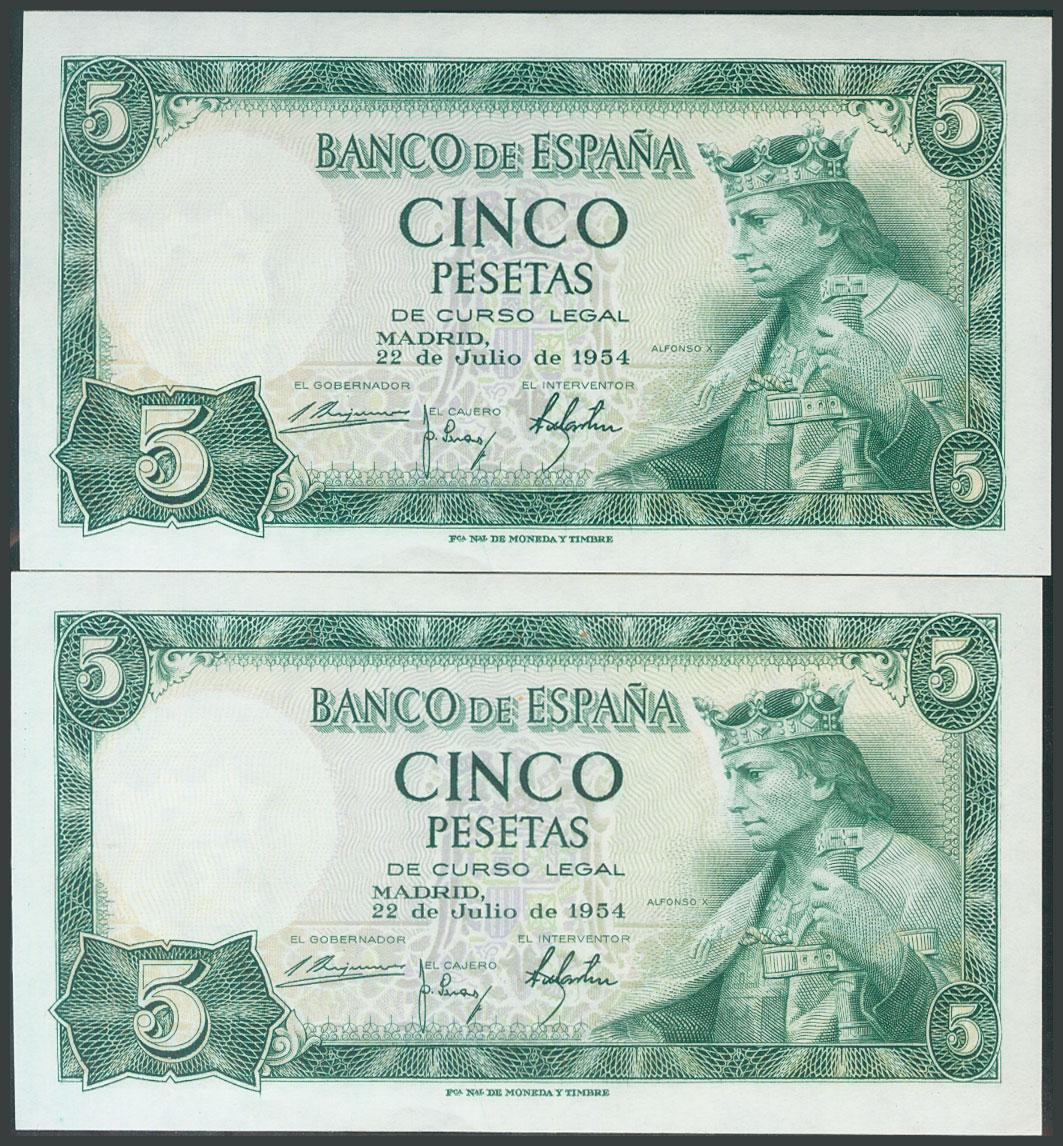 5 5
BANCO DE ESPAÑA
CINCO
PESETAS
DE CURSO LEGAL
MADRID,
22 de Julio de 1954
ALFONSO X
EL GOBERNADOR EL INTERVENTOR
EL CAJERO
5 5
FCA NAL DE MONEDA Y TIMBRE
5 5
BANCO DE ESPAÑA
CINCO
PESETAS
DE CURSO LEGAL
MADRID,
22 de Julio de 1954
ALFONSO X
EL GOBERNADOR EL INTERVENTOR
EL CAJERO
5 5
FCA NAL DE MONEDA Y TIMBRE